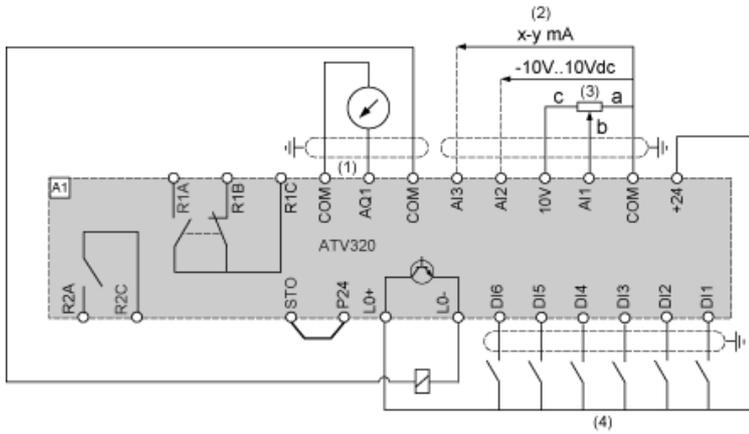 (2)
x-y mA
-10V..10Vdc
c (3) a
b
(1)
A1
R1A
R1B
R1C
COM
AQ1
COM
AI3
AI2
10V
AI1
COM
+24
ATV320
R2A
R2C
STO
P24
L0+
L0-
DI6
DI5
DI4
DI3
DI2
DI1
(4)